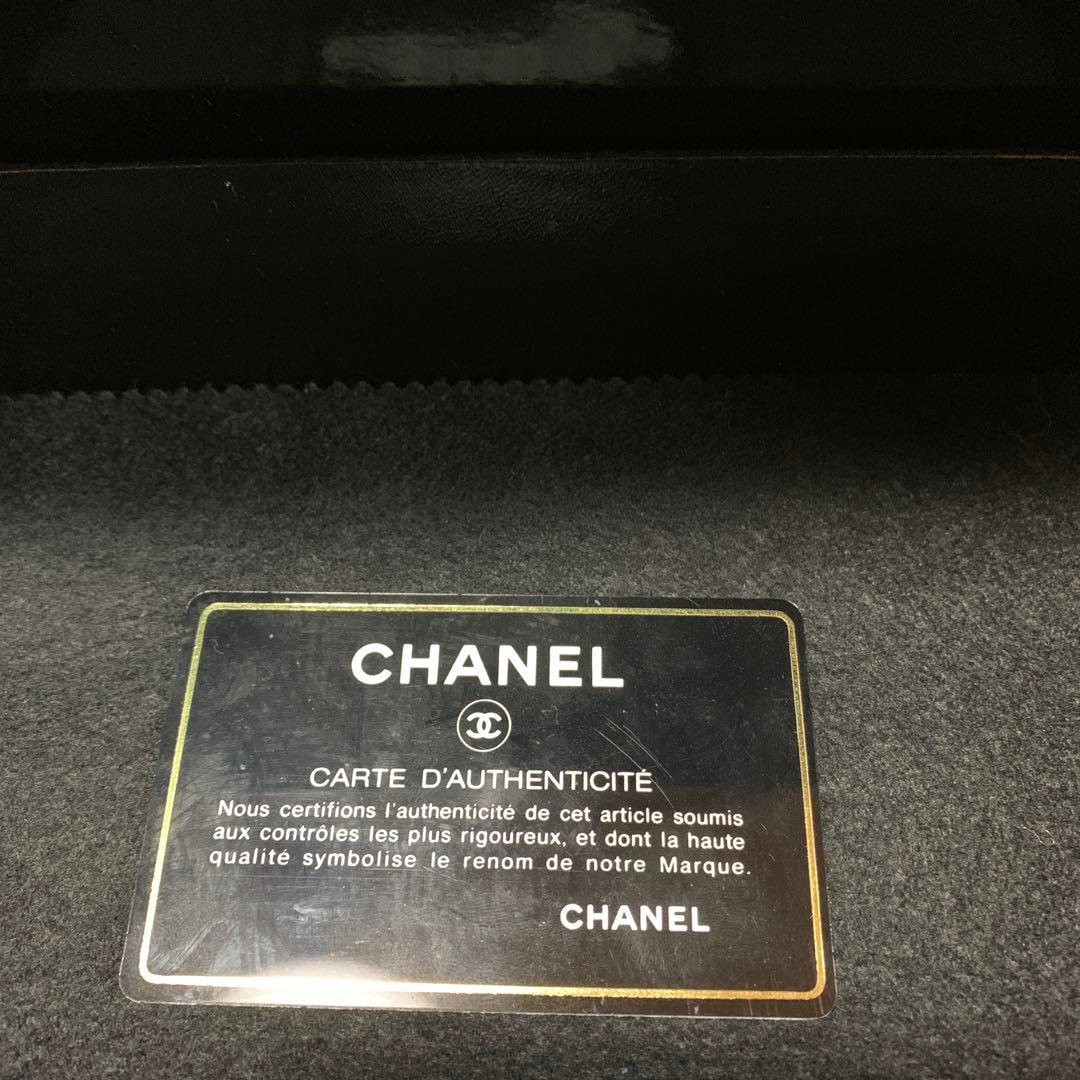 CHANEL
CARTE D'AUTHENTICITÉ
Nous certifions l'authenticité de cet article soumis
aux contrôles les plus rigoureux, et dont la haute
qualité symbolise le renom de notre Marque.
CHANEL